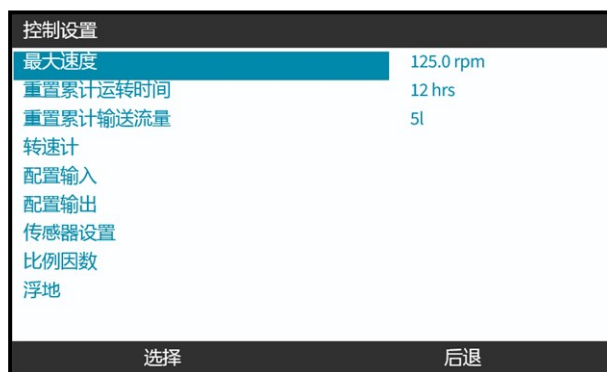 控制设置
最大速度 125.0 rpm
重置累计运转时间 12 hrs
重置累计输送流量 5l
转速计
配置输入
配置输出
传感器设置
比例因数
浮地
选择 后退